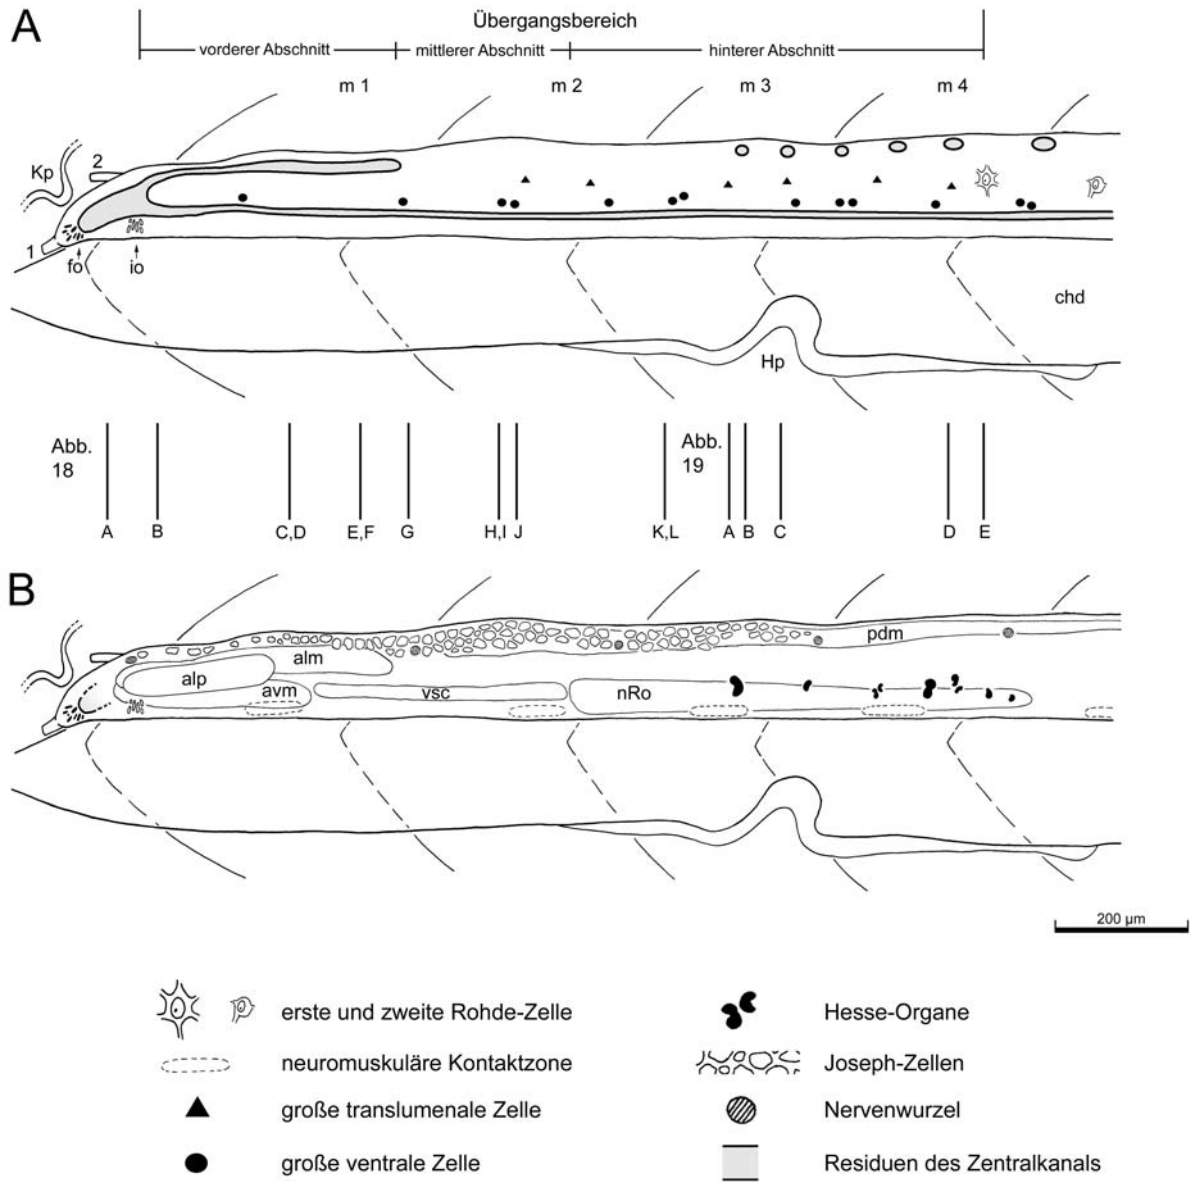 A
Übergangsbereich
vorderer Abschnitt mittlerer Abschnitt hinterer Abschnitt
m 1 m 2 m 3 m 4
Kp
2
1
fo
io
chd
Hp
Abb.
18
Abb.
19
A B C,D E,F G H,I J K,L A B C D E
B
pdm
alm
alp
avm
vsc
nRo
200 µm
erste und zweite Rohde-Zelle
Hesse-Organe
neuromuskuläre Kontaktzone
Joseph-Zellen
große translumenale Zelle
Nervenwurzel
große ventrale Zelle
Residuen des Zentralkanals